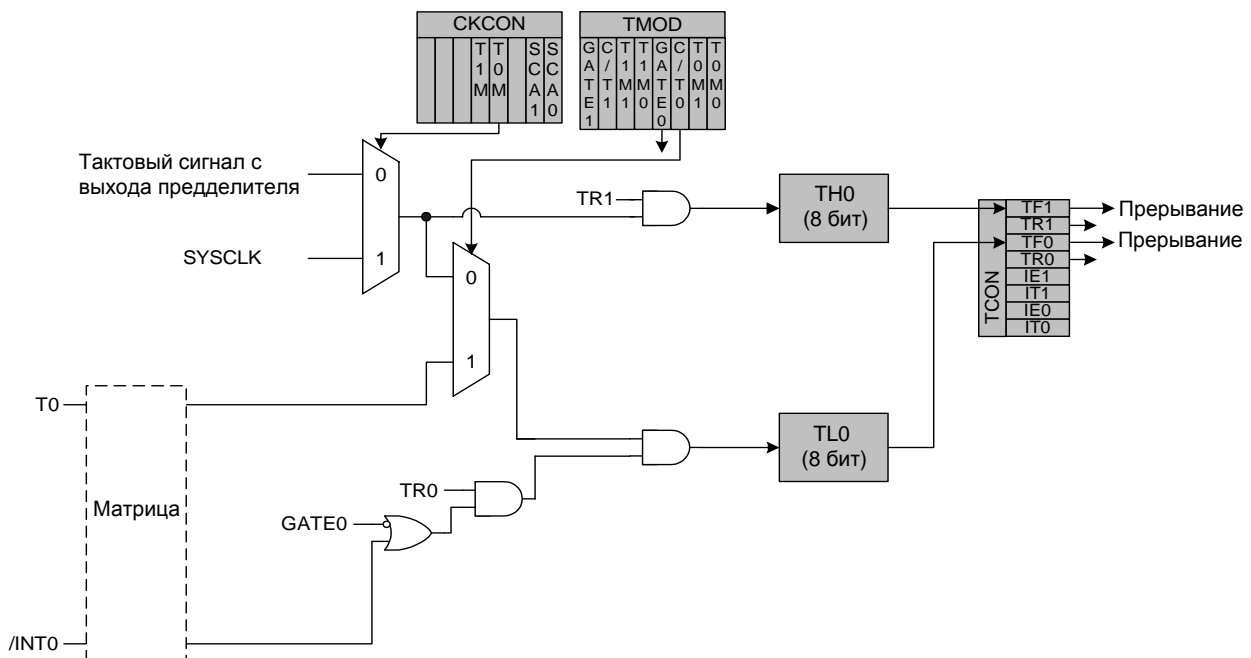 CKCON
T1M
T0M
SCA1
SCA0
TMOD
GATE1
C/T1
T1M1
T1M0
GATE0
C/T0
T0M1
T0M0
Тактовый сигнал с
выхода предделителя
0
SYSCLK
1
TR1
TH0
(8 бит)
0
1
TCON
TF1
TR1
TF0
TR0
IE1
IT1
IE0
IT0
Прерывание
Прерывание
T0
Матрица
TR0
GATE0
TL0
(8 бит)
/INT0